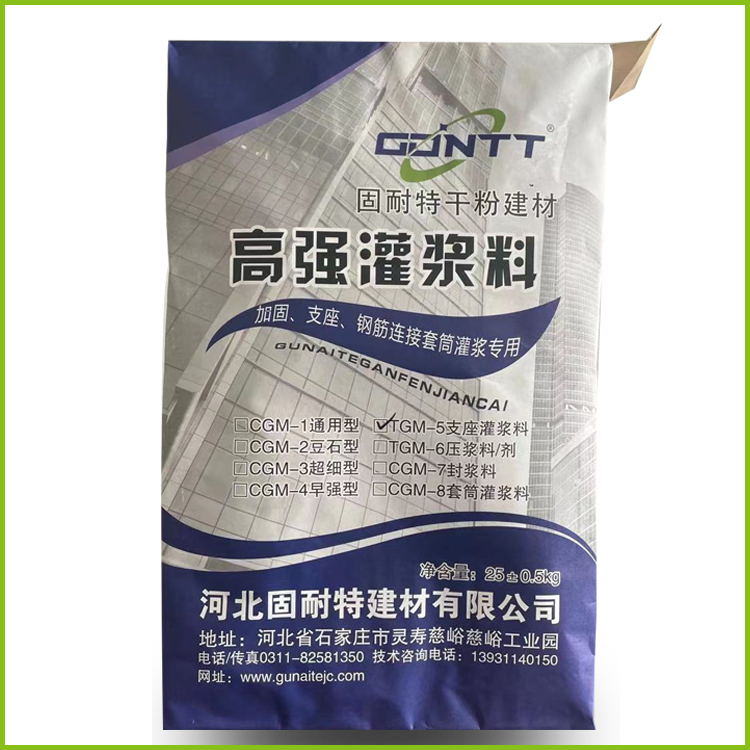 GUNTT®
固耐特干粉建材
高强灌浆料
加固、支座、钢筋连接套筒灌浆专用
GUNAITEGANFENJIANCAI
□CGM-1通用型 ☑TGM-5支座灌浆料
□CGM-2豆石型 □TGM-6压浆料/剂
□CGM-3超细型 □CGM-7封浆料
□CGM-4早强型 □CGM-8套筒灌浆料
净含量：25±0.5kg
河北固耐特建材有限公司
地址：河北省石家庄市灵寿慈峪慈峪工业园
电话/传真0311-82581350 技术咨询电话：13931140150
网址：www.gunaitejc.com